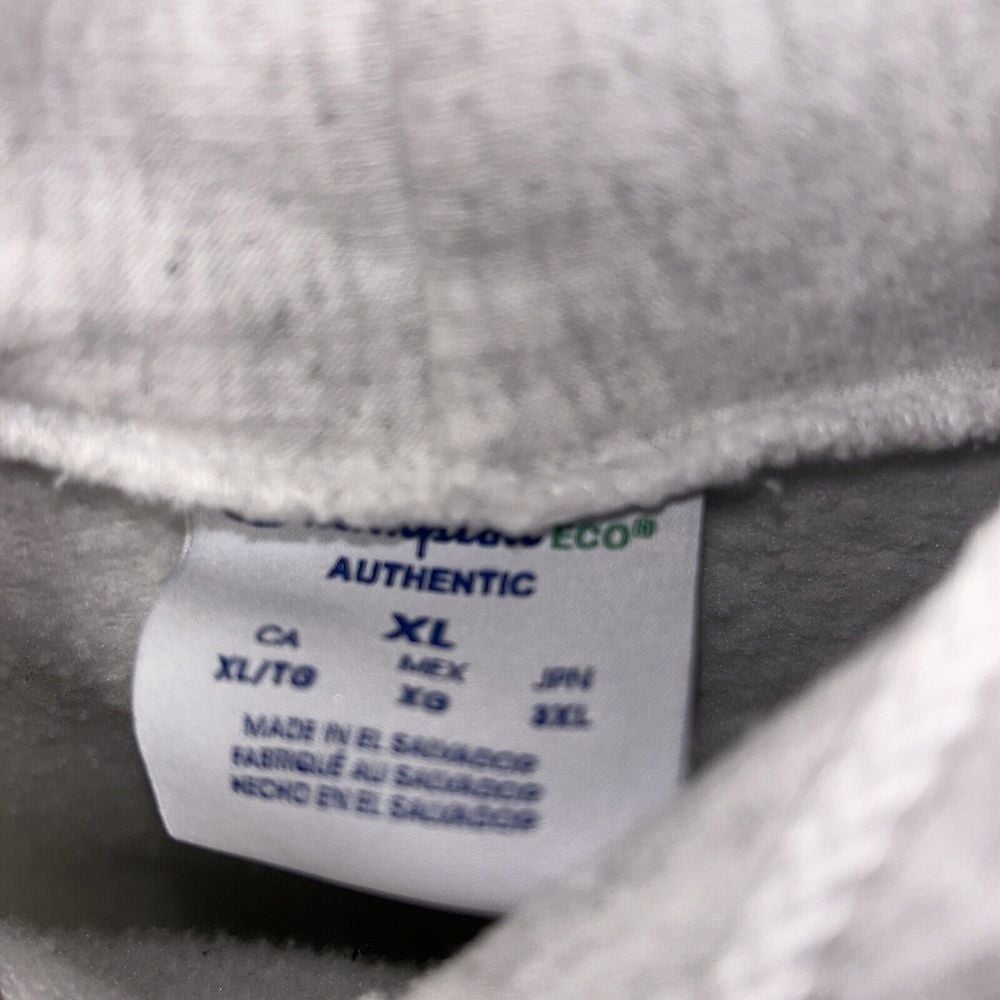 Champion ECO®
AUTHENTIC
XL
CA MEX JPN
XL/TG XG 3XL
MADE IN EL SALVADOR
FABRIQUÉ AU SALVADOR
HECHO EN EL SALVADOR